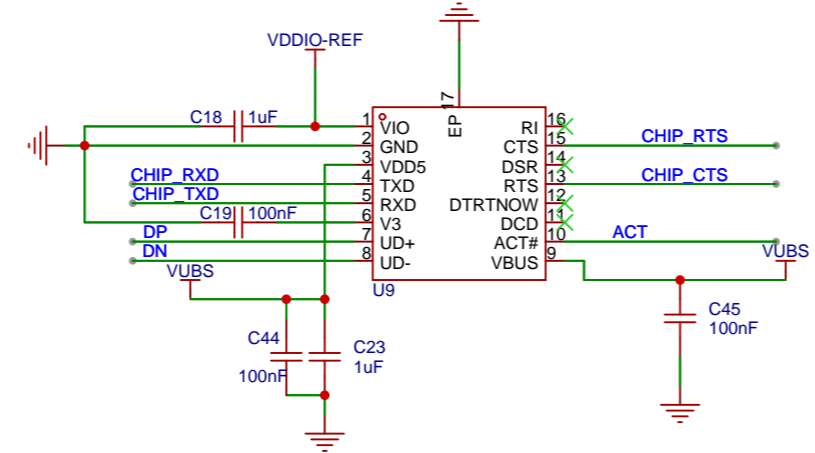 VDDIO-REF
C18
1uF
17
EP
1
VIO
2
GND
3
VDD5
4
TXD
5
RXD
6
V3
7
UD+
8
UD-
RI
16
CTS
15
DSR
14
RTS
13
DTRTNOW
12
DCD
11
ACT#
10
VBUS
9
CHIP_RXD
CHIP_TXD
C19
100nF
DP
DN
VUBS
U9
CHIP_RTS
CHIP_CTS
ACT
VUBS
C44
100nF
C23
1uF
C45
100nF